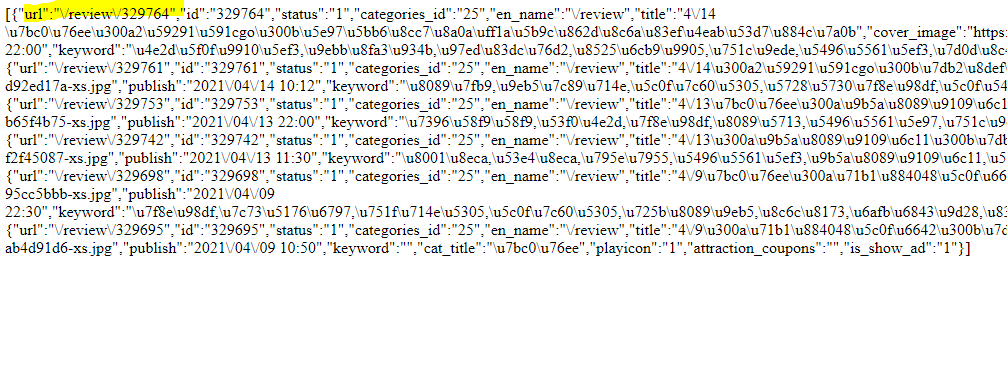 [{"url":"\/review\/329764","id":"329764","status":"1","categories_id":"25","en_name":"\/review","title":"4\/14
\u7bc0\u76ee\u300a2\u59291\u591cgo\u300b\u5e97\u5bb6\u8cc7\u8a0a\uff1a\u5b9c\u862d\u8c6a\u83ef\u4eab\u53d7\u884c\u7a0b","cover_image":"https:
22:00","keyword":"\u4e2d\u5f0f\u9910\u5ef3,\u9ebb\u8fa3\u934b,\u97ed\u83dc\u76d2,\u8525\u6cb9\u9905,\u751c\u9ede,\u5496\u5561\u5ef3,\u7d0d\u8c4
{"url":"\/review\/329761","id":"329761","status":"1","categories_id":"25","en_name":"\/review","title":"4\/14\u300a2\u59291\u591cgo\u300b\u7db2\u8def
d92ed17a-xs.jpg","publish":"2021\/04\/14 10:12","keyword":"\u8089\u7fb9,\u9eb5\u7c89\u714e,\u5c0f\u7c60\u5305,\u5728\u5730\u7f8e\u98df,\u5c0f\u54
{"url":"\/review\/329753","id":"329753","status":"1","categories_id":"25","en_name":"\/review","title":"4\/13\u7bc0\u76ee\u300a\u9b5a\u8089\u9109\u6c1
b65f4b75-xs.jpg","publish":"2021\/04\/13 22:00","keyword":"\u7396\u58f9\u58f9,\u53f0\u4e2d,\u7f8e\u98df,\u8089\u5713,\u5496\u5561\u5e97,\u751c\u9
{"url":"\/review\/329742","id":"329742","status":"1","categories_id":"25","en_name":"\/review","title":"4\/13\u300a\u9b5a\u8089\u9109\u6c11\u300b\u7db
f2f45087-xs.jpg","publish":"2021\/04\/13 11:30","keyword":"\u8001\u8eca,\u53e4\u8eca,\u795e\u7955,\u5496\u5561\u5ef3,\u9b5a\u8089\u9109\u6c11,\u5
{"url":"\/review\/329698","id":"329698","status":"1","categories_id":"25","en_name":"\/review","title":"4\/9\u7bc0\u76ee\u300a\u71b1\u884048\u5c0f\u66
95cc5bbb-xs.jpg","publish":"2021\/04\/09
22:30","keyword":"\u7f8e\u98df,\u7c73\u5176\u6797,\u751f\u714e\u5305,\u5c0f\u7c60\u5305,\u725b\u8089\u9eb5,\u8c6c\u8173,\u6afb\u6843\u9d28,\u83
{"url":"\/review\/329695","id":"329695","status":"1","categories_id":"25","en_name":"\/review","title":"4\/9\u300a\u71b1\u884048\u5c0f\u6642\u300b\u7d
ab4d91d6-xs.jpg","publish":"2021\/04\/09 10:50","keyword":"","cat_title":"\u7bc0\u76ee","playicon":"1","attraction_coupons":"","is_show_ad":"1"}]